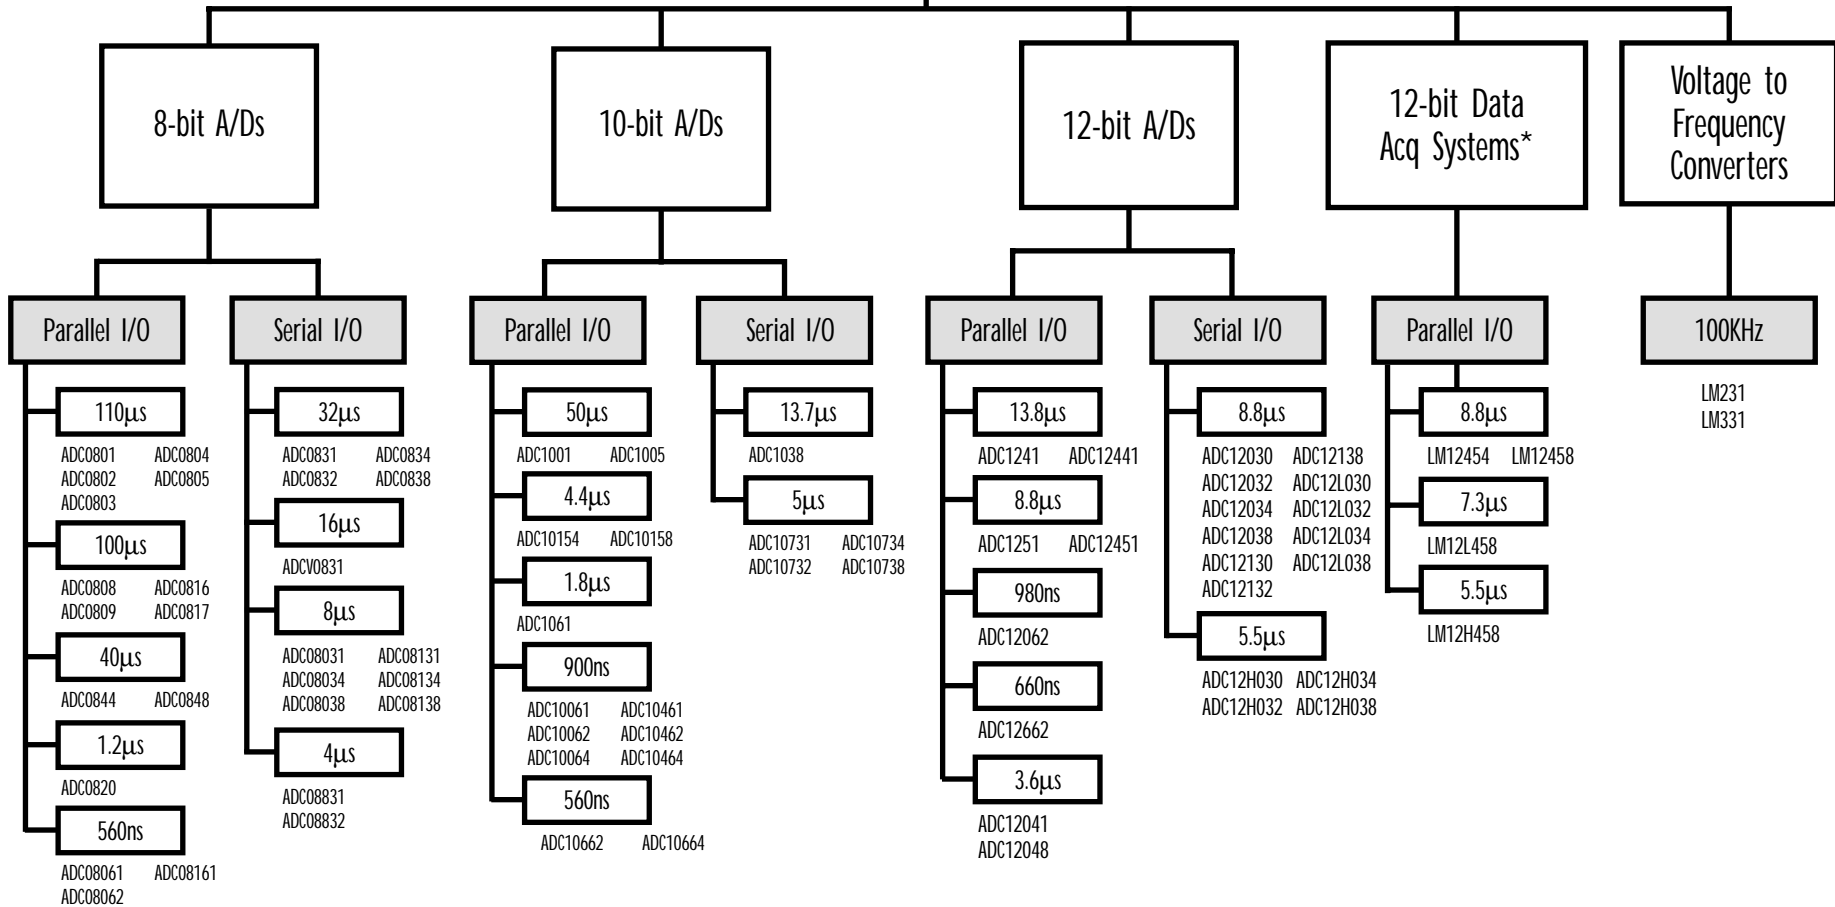 8-bit A/Ds
10-bit A/Ds
12-bit A/Ds
12-bit Data
Acq Systems*
Voltage to
Frequency
Converters
Parallel I/O
110µs
ADC0801 ADC0804
ADC0802 ADC0805
ADC0803
100µs
ADC0808 ADC0816
ADC0809 ADC0817
40µs
ADC0844 ADC0848
1.2µs
ADC0820
560ns
ADC08061 ADC08161
ADC08062
Serial I/O
32µs
ADC0831 ADC0834
ADC0832 ADC0838
16µs
ADCV0831
8µs
ADC08031 ADC08131
ADC08034 ADC08134
ADC08038 ADC08138
4µs
ADC08831
ADC08832
Parallel I/O
50µs
ADC1001 ADC1005
4.4µs
ADC10154 ADC10158
1.8µs
ADC1061
900ns
ADC10061 ADC10461
ADC10062 ADC10462
ADC10064 ADC10464
560ns
ADC10662 ADC10664
Serial I/O
13.7µs
ADC1038
5µs
ADC10731 ADC10734
ADC10732 ADC10738
Parallel I/O
13.8µs
ADC1241 ADC12441
8.8µs
ADC1251 ADC12451
980ns
ADC12062
660ns
ADC12662
3.6µs
ADC12041
ADC12048
Serial I/O
8.8µs
ADC12030 ADC12138
ADC12032 ADC12L030
ADC12034 ADC12L032
ADC12038 ADC12L034
ADC12130 ADC12L038
ADC12132
5.5µs
ADC12H030 ADC12H034
ADC12H032 ADC12H038
Parallel I/O
8.8µs
LM12454 LM12458
7.3µs
LM12L458
5.5µs
LM12H458
100KHz
LM231
LM331